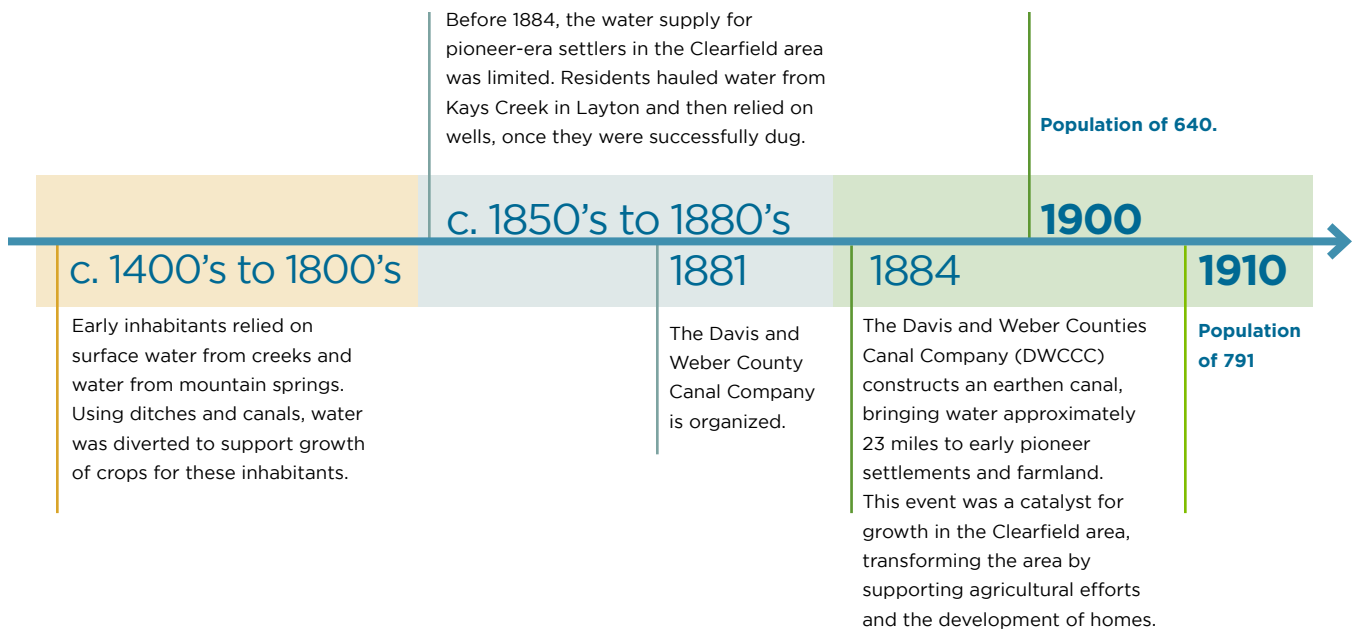 Before 1884, the water supply for
pioneer-era settlers in the Clearfield area
was limited. Residents hauled water from
Kays Creek in Layton and then relied on
wells, once they were successfully dug.
Population of 640.
c. 1850's to 1880's
1900
c. 1400's to 1800's
1881
1884
1910
Early inhabitants relied on
surface water from creeks and
water from mountain springs.
Using ditches and canals, water
was diverted to support growth
of crops for these inhabitants.
The Davis and
Weber County
Canal Company
is organized.
The Davis and Weber Counties
Canal Company (DWCCC)
constructs an earthen canal,
bringing water approximately
23 miles to early pioneer
settlements and farmland.
This event was a catalyst for
growth in the Clearfield area,
transforming the area by
supporting agricultural efforts
and the development of homes.
Population
of 791